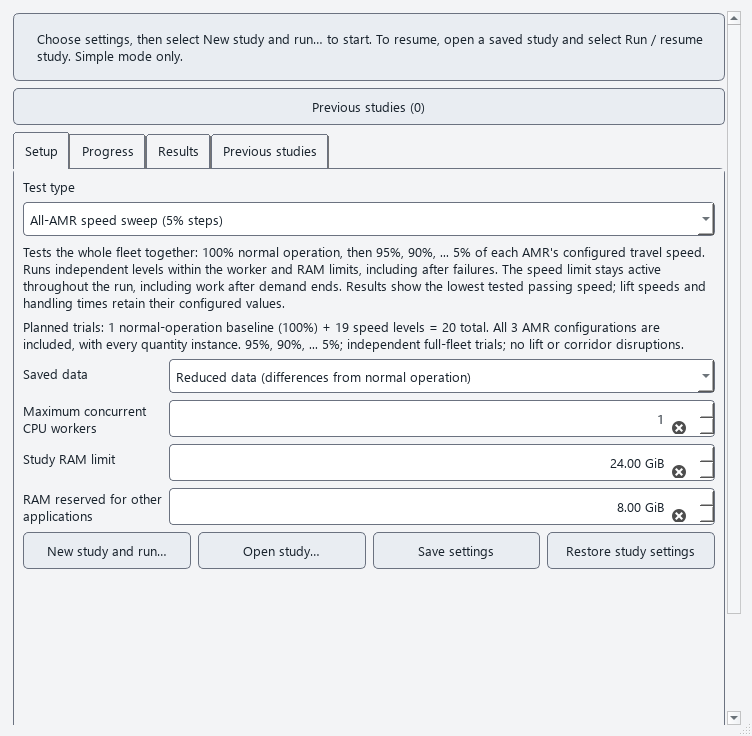 Choose settings, then select New study and run... to start. To resume, open a saved study and select Run / resume
study. Simple mode only.
Previous studies (0)
Setup
Progress
Results
Previous studies
Test type
All-AMR speed sweep (5% steps)
Tests the whole fleet together: 100% normal operation, then 95%, 90%, ... 5% of each AMR's configured travel speed.
Runs independent levels within the worker and RAM limits, including after failures. The speed limit stays active
throughout the run, including work after demand ends. Results show the lowest tested passing speed; lift speeds and
handling times retain their configured values.
Planned trials: 1 normal-operation baseline (100%) + 19 speed levels = 20 total. All 3 AMR configurations are
included, with every quantity instance. 95%, 90%, ... 5%; independent full-fleet trials; no lift or corridor disruptions.
Saved data
Reduced data (differences from normal operation)
Maximum concurrent
CPU workers
1
Study RAM limit
24.00 GiB
RAM reserved for other
applications
8.00 GiB
New study and run...
Open study...
Save settings
Restore study settings